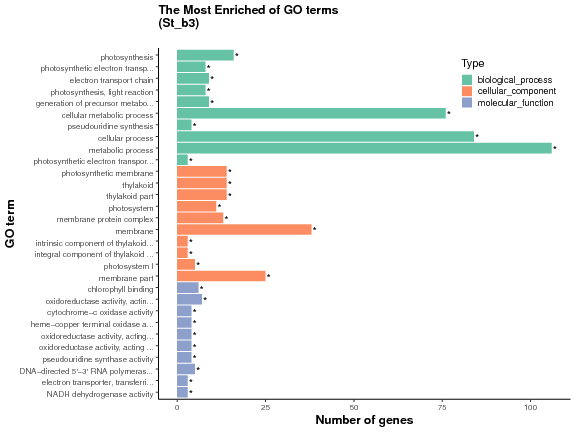 The Most Enriched of GO terms
(St_b3)
photosynthesis
photosynthetic electron transp...
electron transport chain
photosynthesis, light reaction
generation of precursor metabo...
cellular metabolic process
pseudouridine synthesis
cellular process
metabolic process
photosynthetic electron transpor...
photosynthetic membrane
thylakoid
thylakoid part
photosystem
membrane protein complex
membrane
intrinsic component of thylakoid...
integral component of thylakoid ...
photosystem I
membrane part
chlorophyll binding
oxidoreductase activity, actin...
cytochrome−c oxidase activity
heme−copper terminal oxidase a...
oxidoreductase activity, acting...
oxidoreductase activity, acting ...
pseudouridine synthase activity
DNA−directed 5'−3' RNA polymeras...
electron transporter, transferri...
NADH dehydrogenase activity
GO term
0 25 50 75 100
Number of genes
Type
biological_process
cellular_component
molecular_function